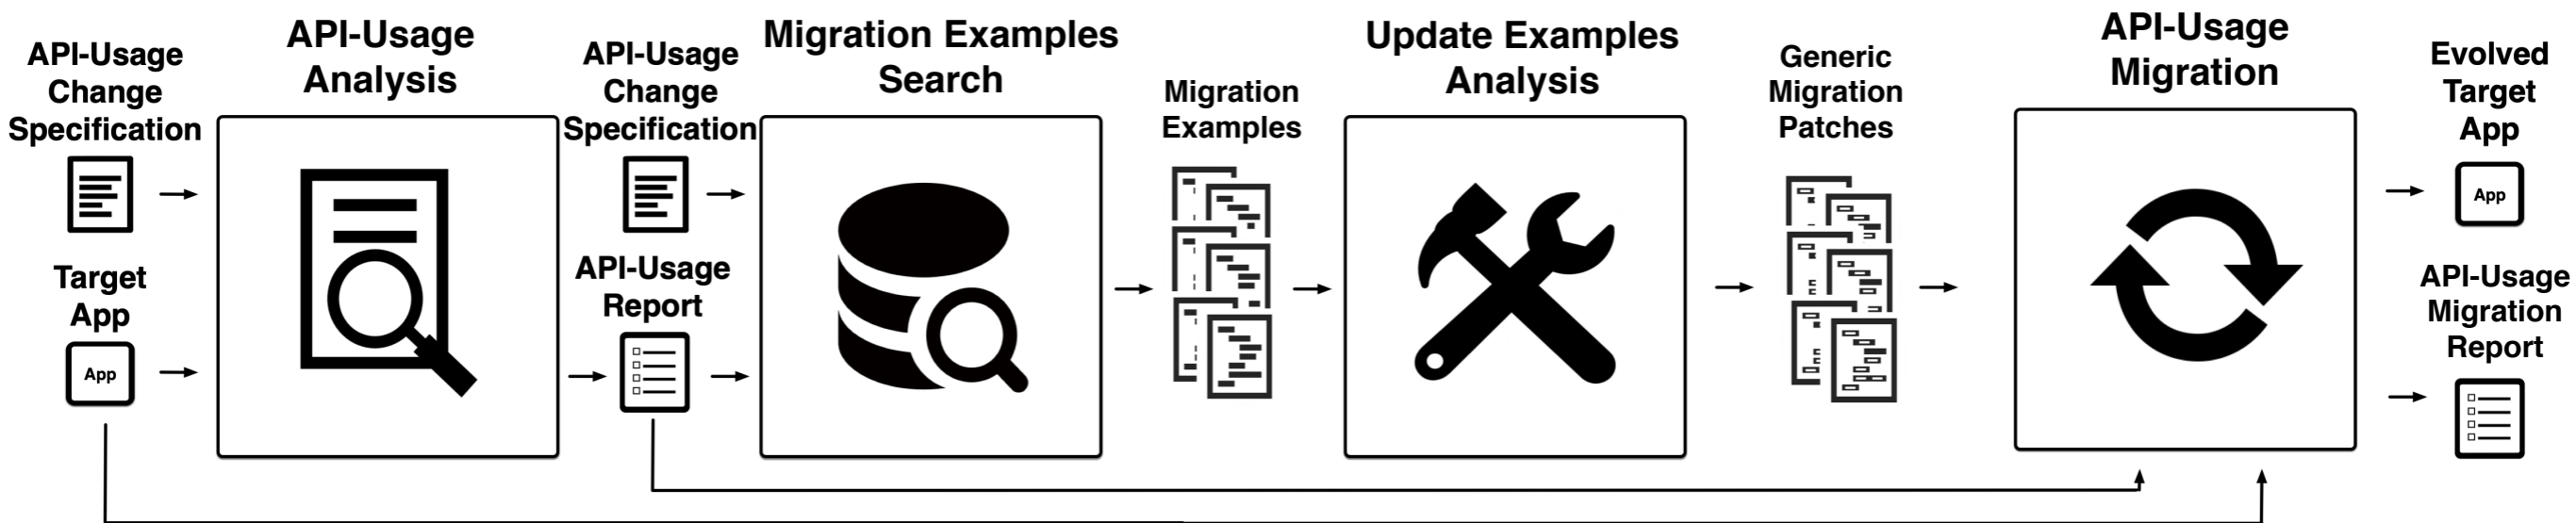 API-Usage
Change
Specification
Target
App
App
API-Usage
Analysis
API-Usage
Change
Specification
API-Usage
Report
Migration Examples
Search
Migration
Examples
Update Examples
Analysis
Generic
Migration
Patches
API-Usage
Migration
Evolved
Target
App
App
API-Usage
Migration
Report